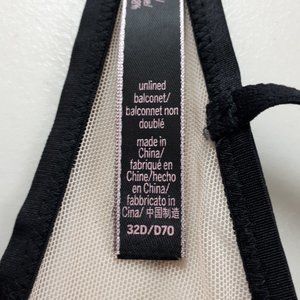 unlined
balconet/
balconnet non
doublé
made in
China/
fabriqué en
Chine/hecho
en China/
fabbricato in
Cina/ 中国制造
32D/D70